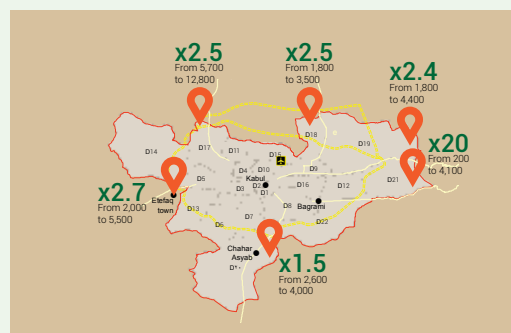 x2.5
From 5,700
to 12,800
x2.5
From 1,800
to 3,500
x2.4
From 1,800
to 4,400
x20
From 200
to 4,100
x2.7
From 2,000
to 5,500
x1.5
From 2,600
to 4,000
D14
D17
D11
D15
D18
D19
D5
D4
D10
Kabul
D9
D3
D2
D1
D16
D12
D21
Etefaq
town
D13
D6
D7
D8
Bagrami
D22
Chahar
Asyab